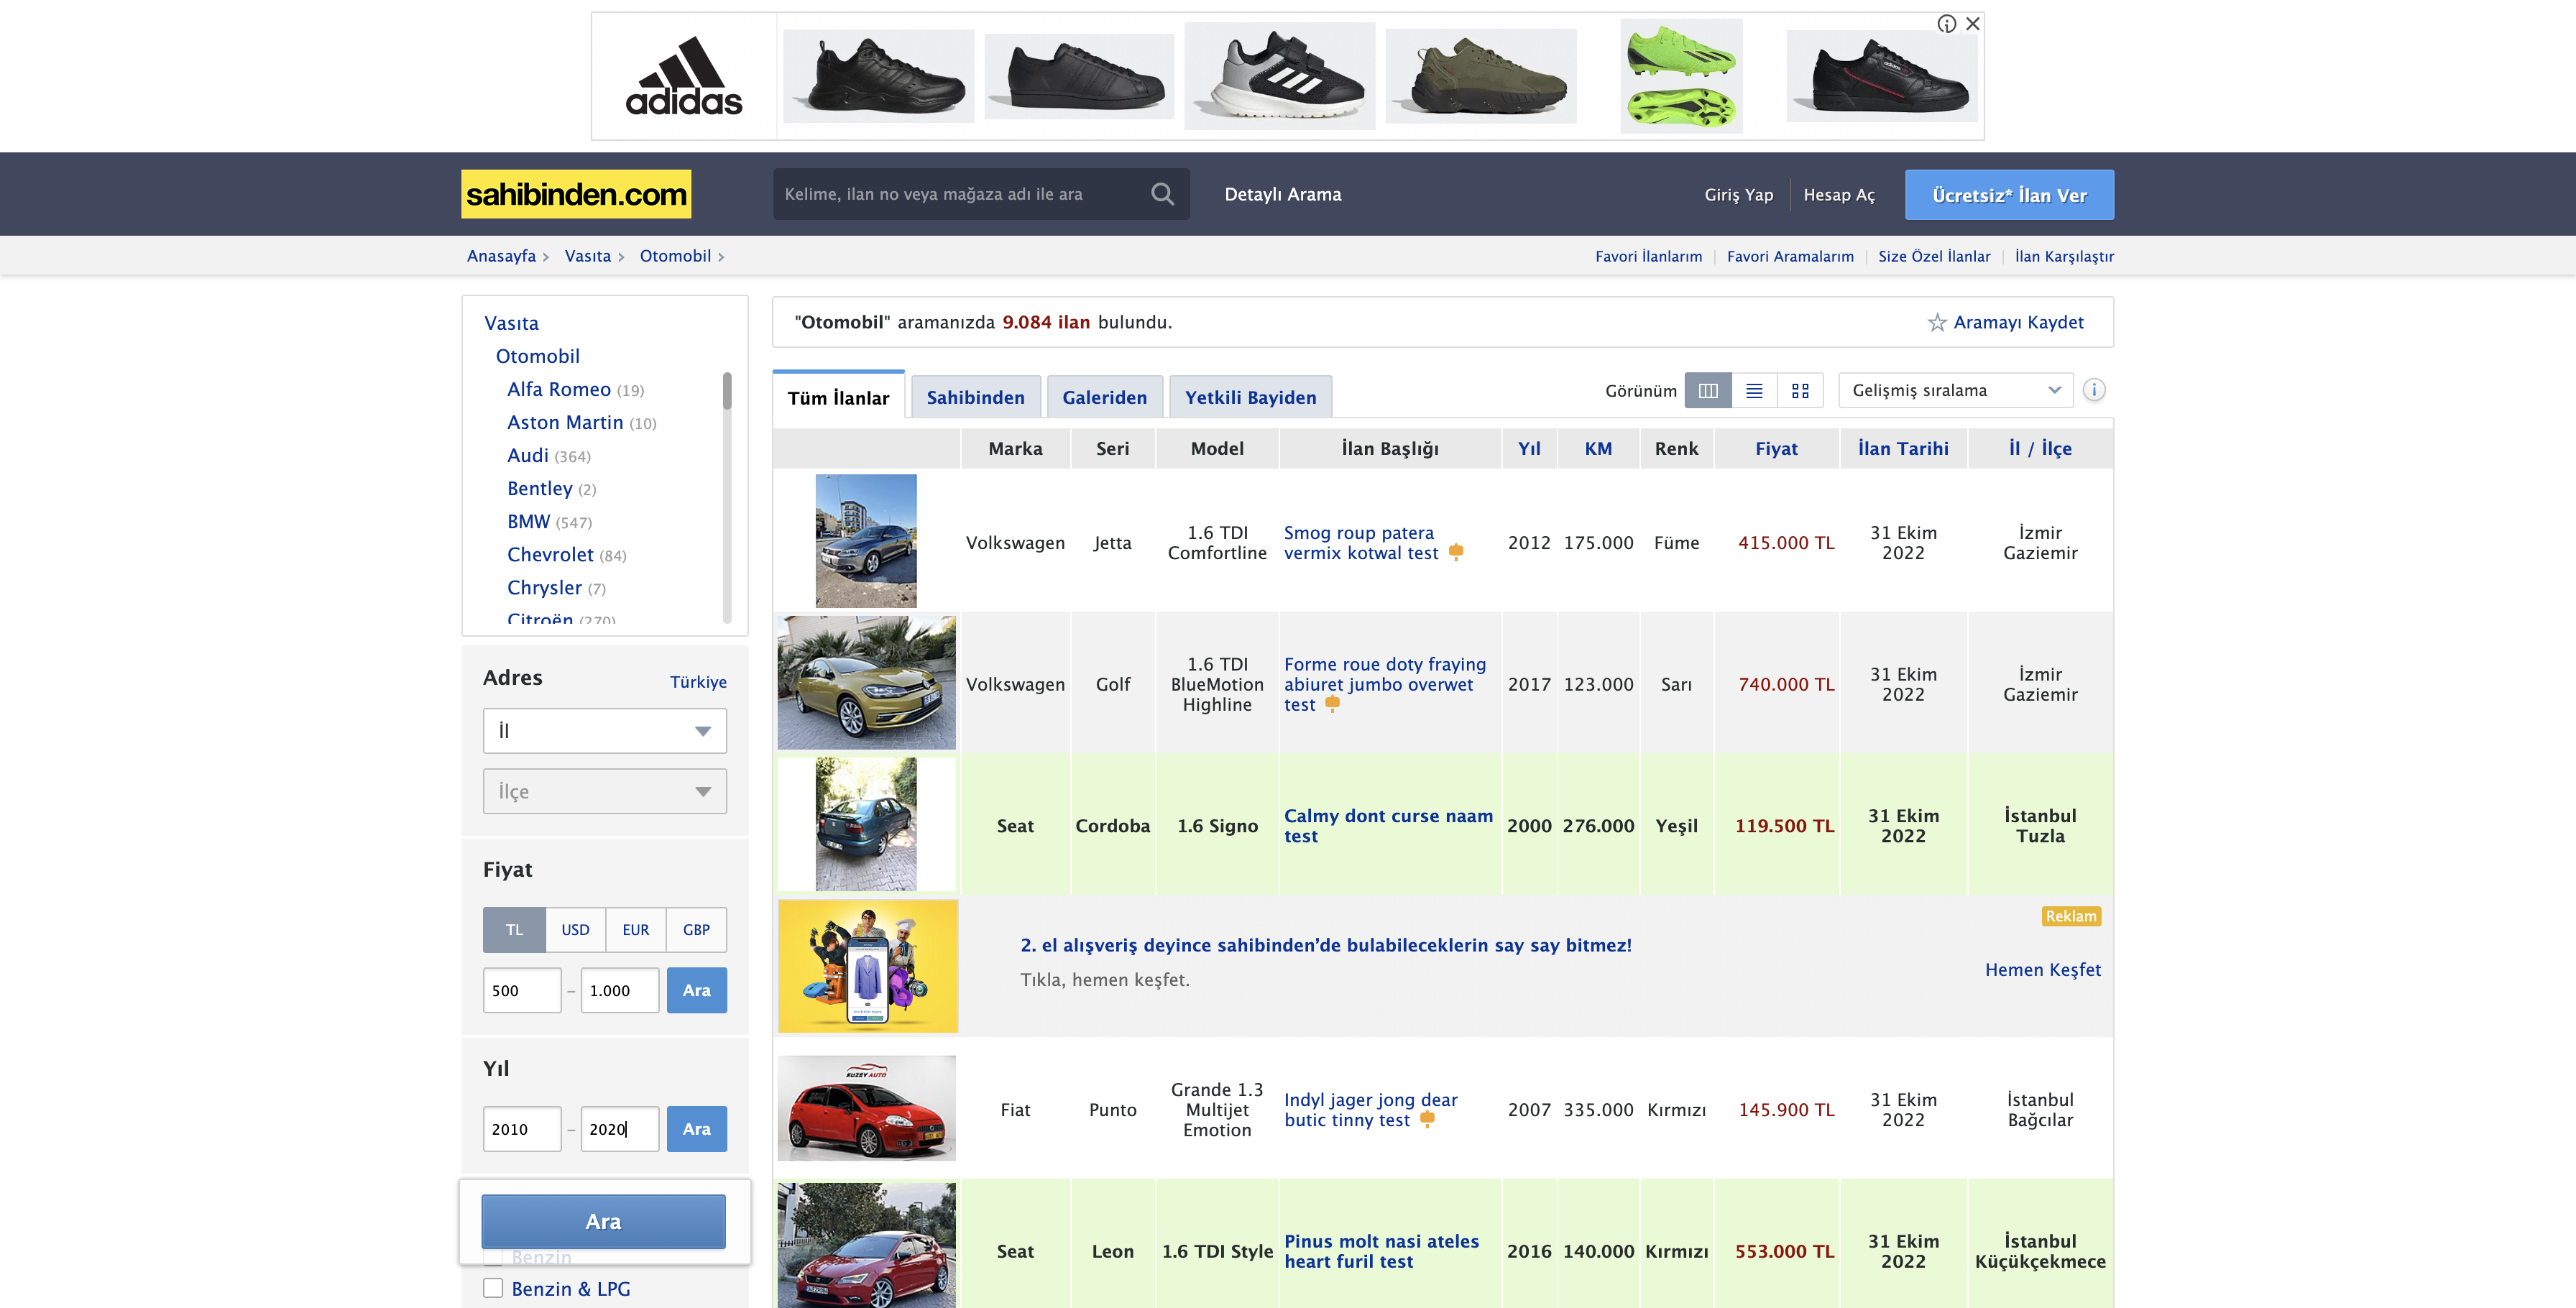 adidas
sahibinden.com
Kelime, ilan no veya mağaza adı ile ara
Detaylı Arama
Giriş Yap
Hesap Aç
Ücretsiz* İlan Ver
Anasayfa
Vasıta
Otomobil
Favori İlanlarım
Favori Aramalarım
Size Özel İlanlar
İlan Karşılaştır
Vasıta
Otomobil
Alfa Romeo (19)
Aston Martin (10)
Audi (364)
Bentley (2)
BMW (547)
Chevrolet (84)
Chrysler (7)
Citroën (270)
Adres
Türkiye
İl
İlçe
Fiyat
TL USD EUR GBP
500 – 1.000 Ara
Yıl
2010 – 2020 Ara
Ara
Benzin
Benzin & LPG
"Otomobil" aramanızda 9.084 ilan bulundu.
Aramayı Kaydet
Tüm İlanlar
Sahibinden
Galeriden
Yetkili Bayiden
Görünüm
Gelişmiş sıralama
Marka Seri Model İlan Başlığı Yıl KM Renk Fiyat İlan Tarihi İl / İlçe
Volkswagen
Jetta
1.6 TDI
Comfortline
Smog roup patera
vermix kotwal test
2012
175.000
Füme
415.000 TL
31 Ekim
2022
İzmir
Gaziemir
Volkswagen
Golf
1.6 TDI
BlueMotion
Highline
Forme roue doty fraying
abiuret jumbo overwet
test
2017
123.000
Sarı
740.000 TL
31 Ekim
2022
İzmir
Gaziemir
Seat
Cordoba
1.6 Signo
Calmy dont curse naam
test
2000
276.000
Yeşil
119.500 TL
31 Ekim
2022
İstanbul
Tuzla
Reklam
2. el alışveriş deyince sahibinden’de bulabileceklerin say say bitmez!
Tıkla, hemen keşfet.
Hemen Keşfet
KUZEY AUTO
Fiat
Punto
Grande 1.3
Multijet
Emotion
Indyl jager jong dear
butic tinny test
2007
335.000
Kırmızı
145.900 TL
31 Ekim
2022
İstanbul
Bağcılar
Seat
Leon
1.6 TDI Style
Pinus molt nasi ateles
heart furil test
2016
140.000
Kırmızı
553.000 TL
31 Ekim
2022
İstanbul
Küçükçekmece